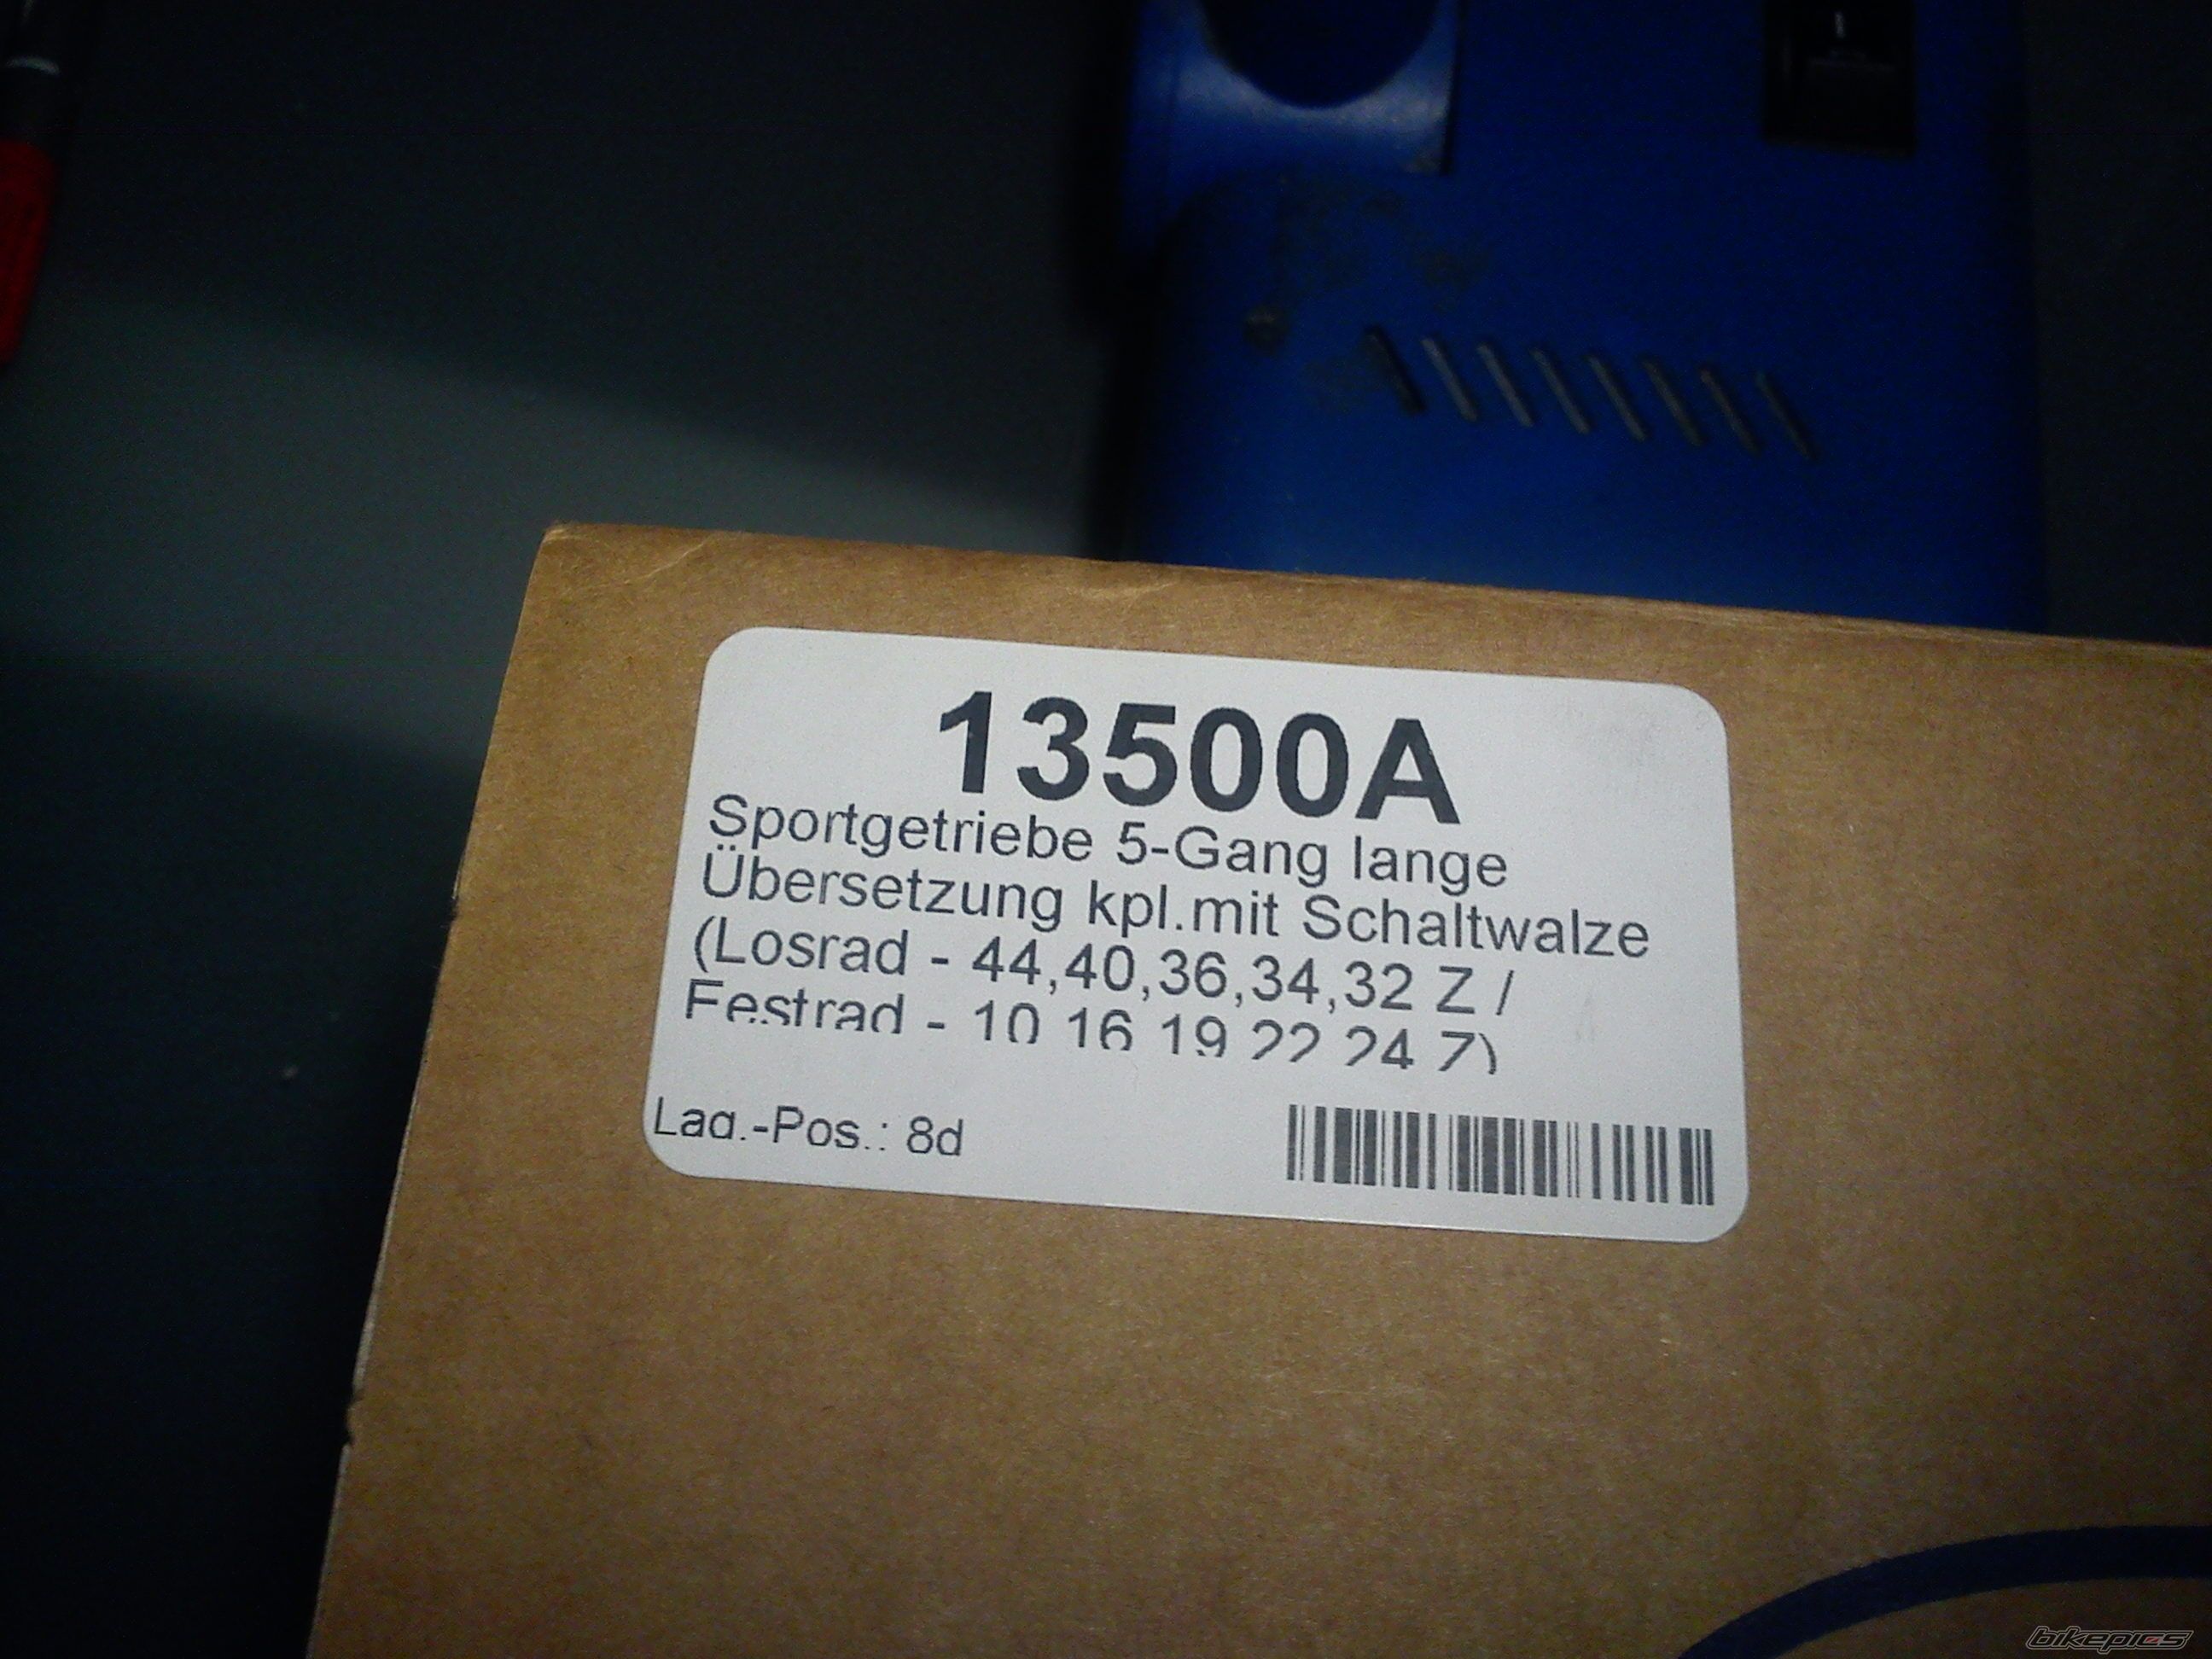 13500A
Sportgetriebe 5-Gang lange
Übersetzung kpl.mit Schaltwalze
(Losrad - 44,40,36,34,32 Z /
Festrad - 10 16 19 22 24 Z)
Lag.-Pos.: 8d
bikepics